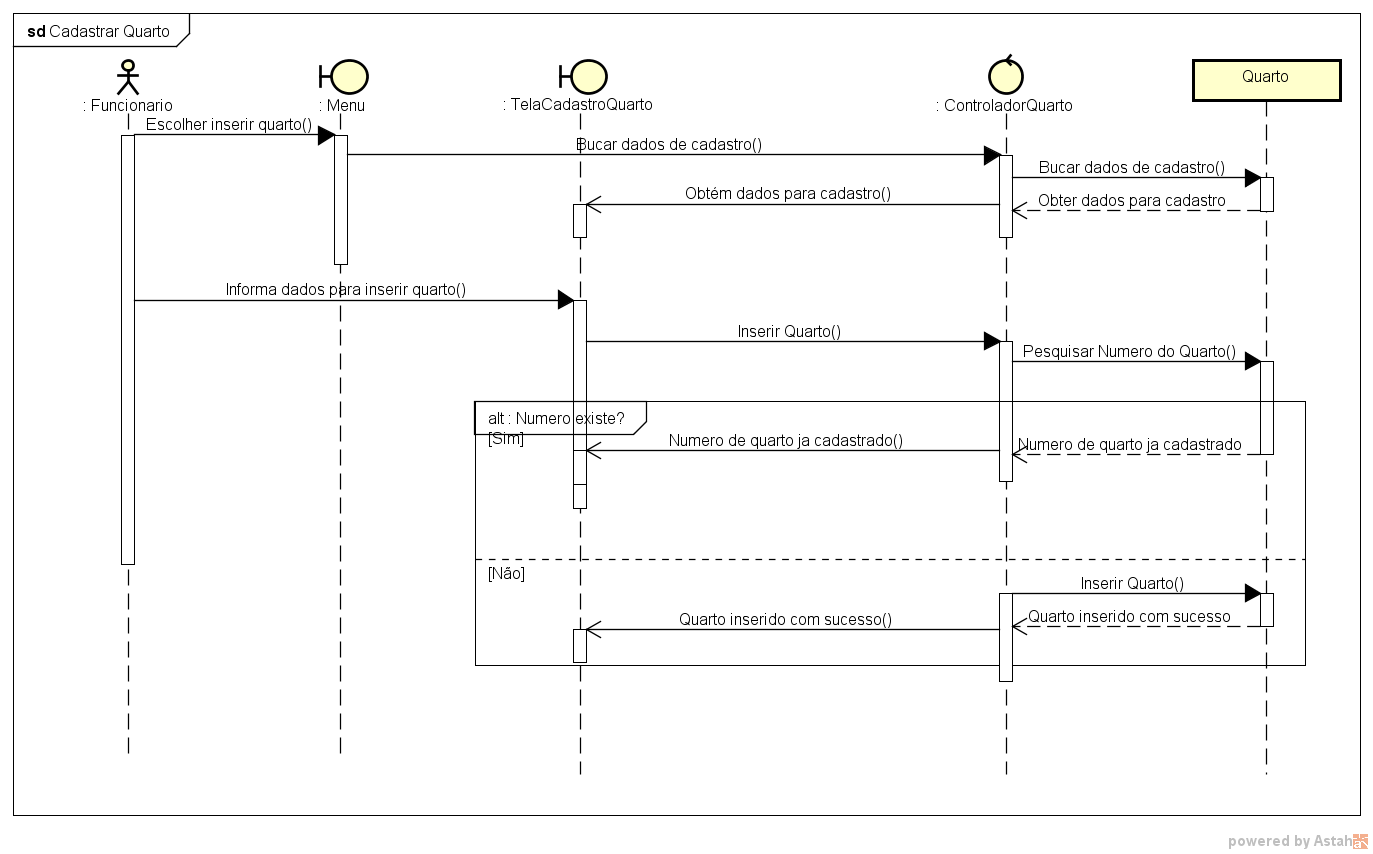 sd Cadastrar Quarto
: Funcionario
: Menu
: TelaCadastroQuarto
: ControladorQuarto
Quarto
Escolher inserir quarto()
Bucar dados de cadastro()
Bucar dados de cadastro()
Obtém dados para cadastro()
Obter dados para cadastro
Informa dados para inserir quarto()
Inserir Quarto()
Pesquisar Numero do Quarto()
alt : Numero existe?
[Sim]
Numero de quarto ja cadastrado()
Numero de quarto ja cadastrado
[Não]
Inserir Quarto()
Quarto inserido com sucesso()
Quarto inserido com sucesso
powered by Astah